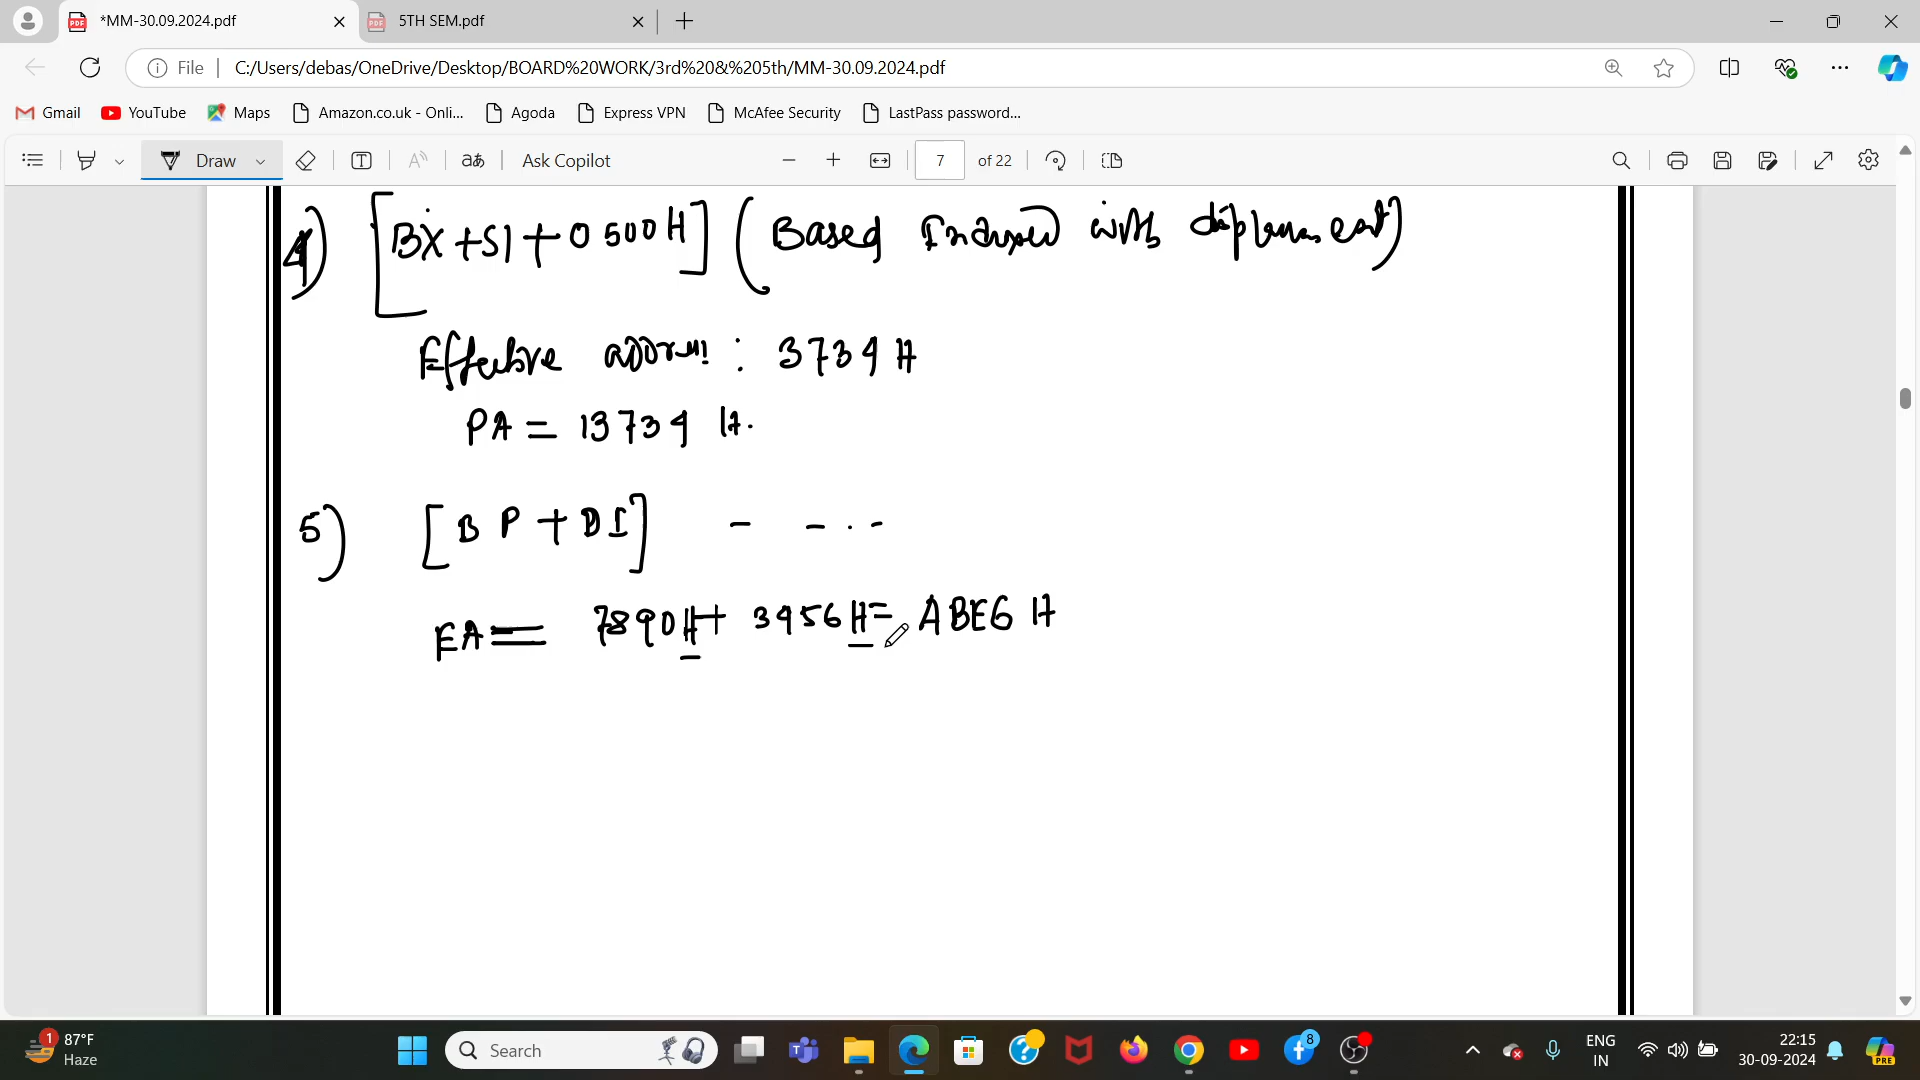 *MM-30.09.2024.pdf
5TH SEM.pdf
File
C:/Users/debas/OneDrive/Desktop/BOARD%20WORK/3rd%20&%205th/MM-30.09.2024.pdf
Gmail YouTube Maps Amazon.co.uk - Onli... Agoda Express VPN McAfee Security LastPass password...
Draw Ask Copilot 7 of 22
4) [BX+SI+0500H] (Based Indexed with displacement)
Effective address : 3734 H
PA = 13734 H.
5) [BP+DI] - - . . -
EA = 7890H + 3456H = ABE6 H
87°F
Haze
Search
ENG
IN
22:15
30-09-2024